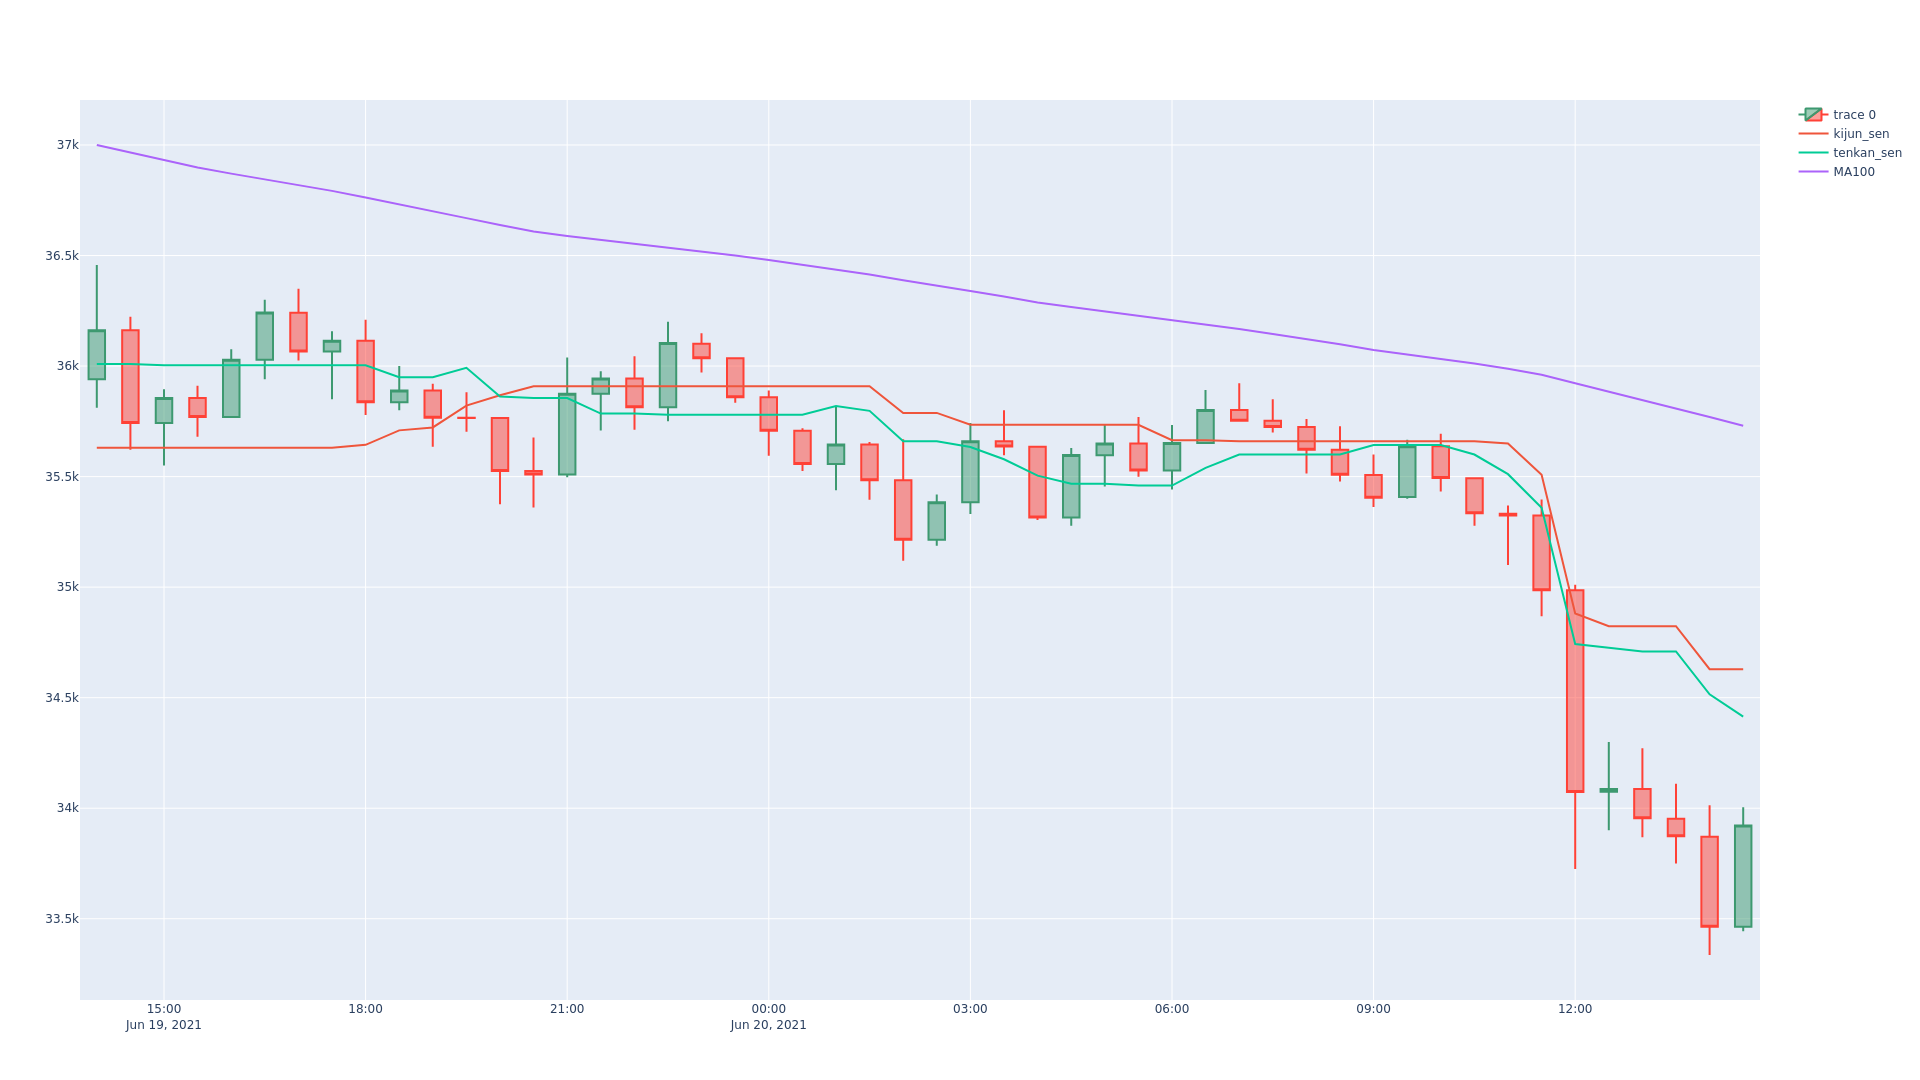 trace 0
kijun_sen
tenkan_sen
MA100
37k
36.5k
36k
35.5k
35k
34.5k
34k
33.5k
15:00 18:00 21:00 00:00 03:00 06:00 09:00 12:00
Jun 19, 2021 Jun 20, 2021